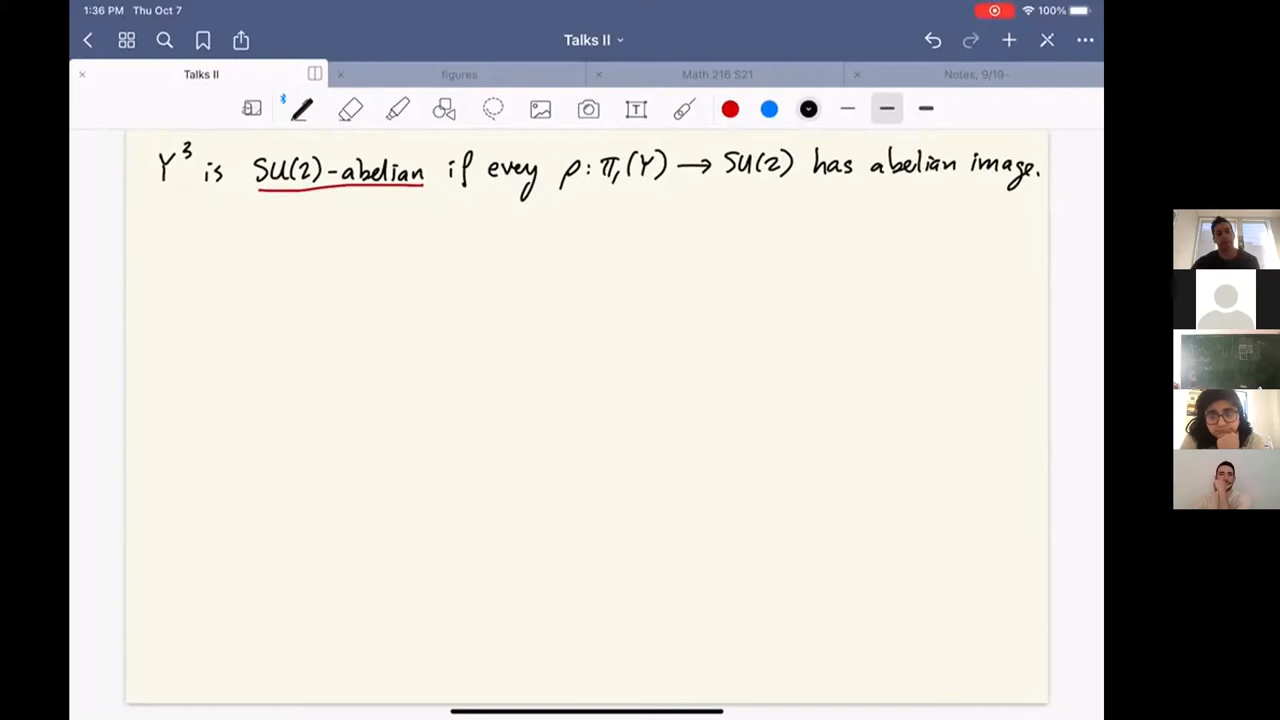 1:36 PM Thu Oct 7
100%
Talks II
Talks II
figures
Math 216 S21
Notes, 9/19-
Y³ is SU(2)-abelian if evey ρ: π₁(Y) → SU(2) has abelian image.